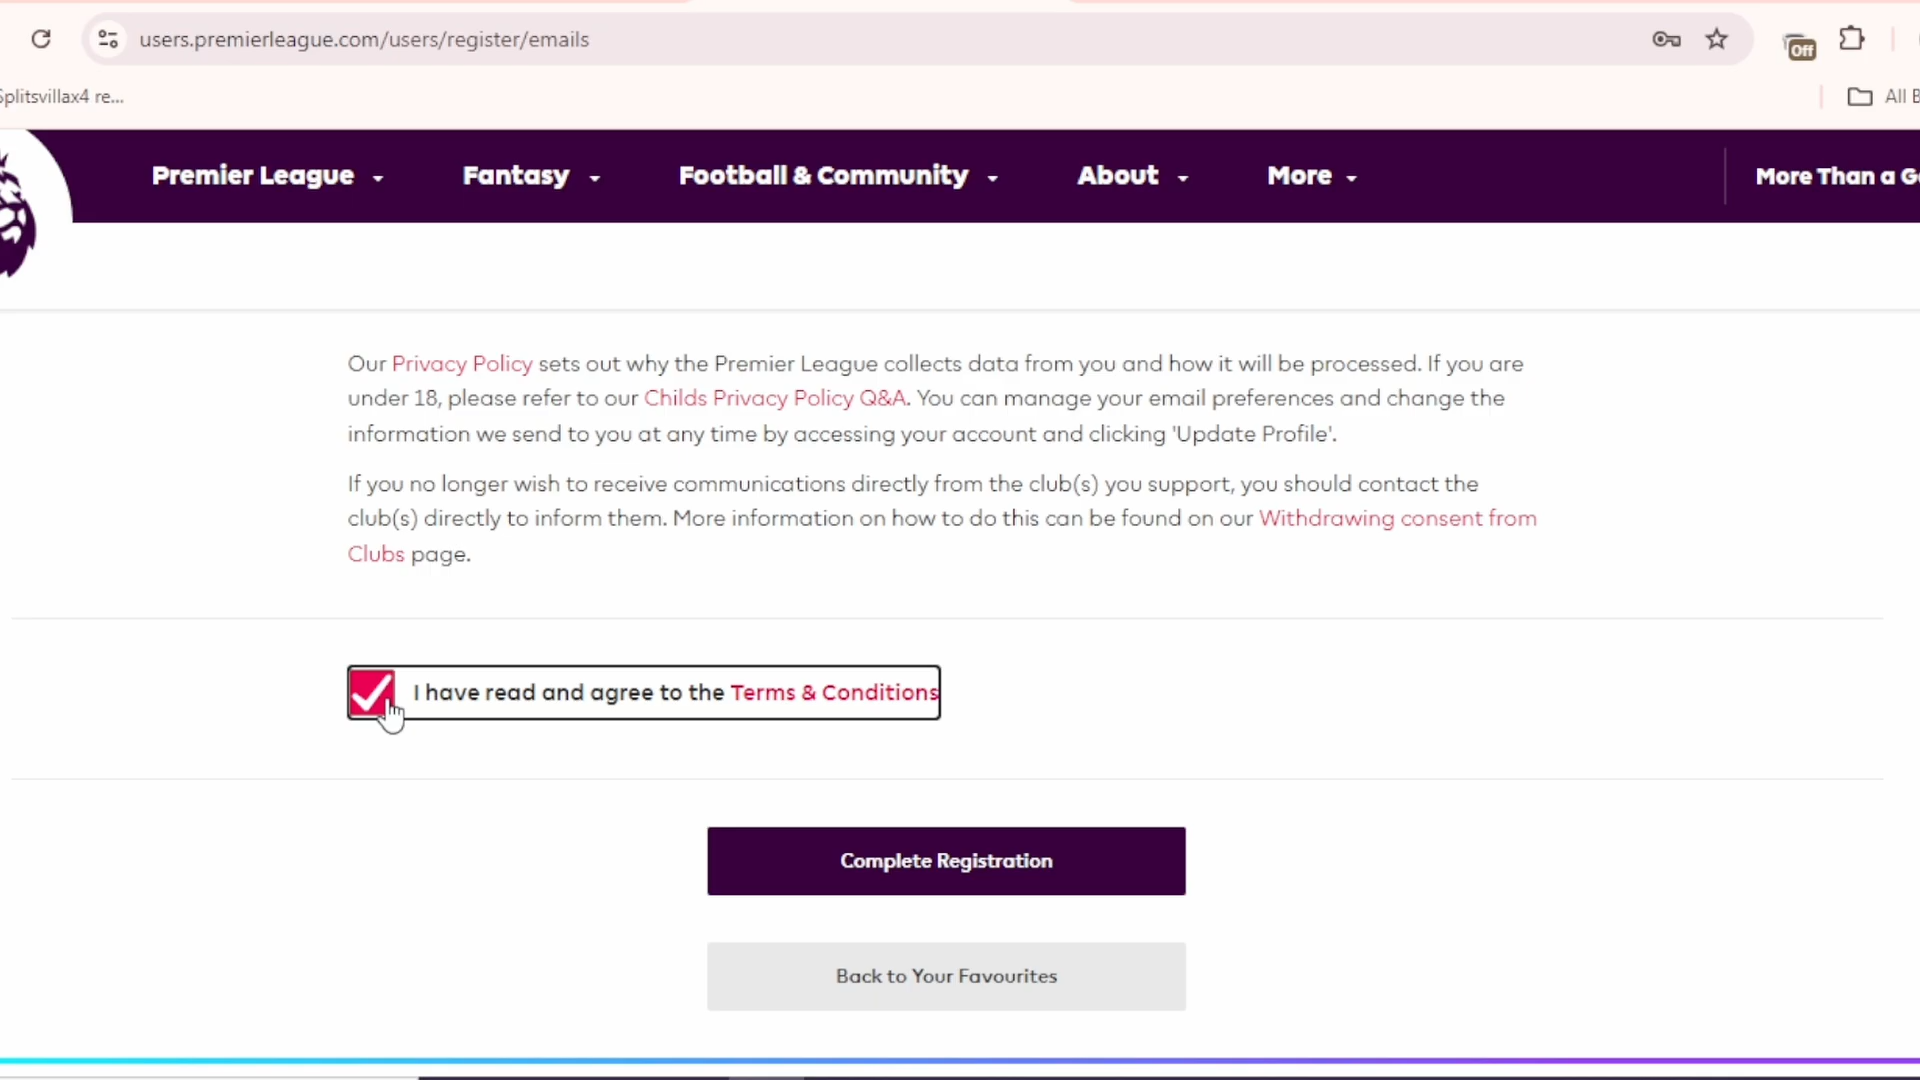 users.premierleague.com/users/register/emails
Off
Splitsvillax4 re...
All B
Premier League
Fantasy
Football & Community
About
More
More Than a G
Our Privacy Policy sets out why the Premier League collects data from you and how it will be processed. If you are
under 18, please refer to our Childs Privacy Policy Q&A. You can manage your email preferences and change the
information we send to you at any time by accessing your account and clicking 'Update Profile'.
If you no longer wish to receive communications directly from the club(s) you support, you should contact the
club(s) directly to inform them. More information on how to do this can be found on our Withdrawing consent from
Clubs page.
I have read and agree to the Terms & Conditions
Complete Registration
Back to Your Favourites